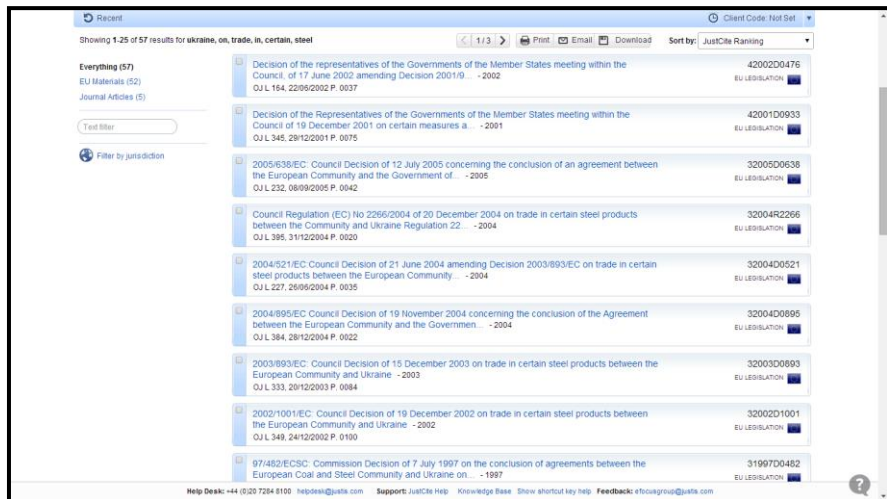 Recent
Client Code: Not Set
Showing 1-25 of 57 results for ukraine, on, trade, in, certain, steel
1/3
Print
Email
Download
Sort by:
JustCite Ranking
Everything (57)
EU Materials (52)
Journal Articles (5)
Text filter
Filter by jurisdiction
Decision of the representatives of the Governments of the Member States meeting within the
Council, of 17 June 2002 amending Decision 2001/9... - 2002
OJ L 164, 22/06/2002 P. 0037
42002D0476
EU LEGISLATION
Decision of the Representatives of the Governments of the Member States meeting within the
Council of 19 December 2001 on certain measures a... - 2001
OJ L 345, 29/12/2001 P. 0075
42001D0933
EU LEGISLATION
2005/638/EC: Council Decision of 12 July 2005 concerning the conclusion of an agreement between
the European Community and the Government of... - 2005
OJ L 232, 08/09/2005 P. 0042
32005D0638
EU LEGISLATION
Council Regulation (EC) No 2266/2004 of 20 December 2004 on trade in certain steel products
between the Community and Ukraine Regulation 22... - 2004
OJ L 395, 31/12/2004 P. 0020
32004R2266
EU LEGISLATION
2004/521/EC:Council Decision of 21 June 2004 amending Decision 2003/893/EC on trade in certain
steel products between the European Community... - 2004
OJ L 227, 26/06/2004 P. 0035
32004D0521
EU LEGISLATION
2004/895/EC:Council Decision of 19 November 2004 concerning the conclusion of the Agreement
between the European Community and the Governmen... - 2004
OJ L 384, 28/12/2004 P. 0022
32004D0895
EU LEGISLATION
2003/893/EC: Council Decision of 15 December 2003 on trade in certain steel products between the
European Community and Ukraine - 2003
OJ L 333, 20/12/2003 P. 0084
32003D0893
EU LEGISLATION
2002/1001/EC: Council Decision of 19 December 2002 on trade in certain steel products between
the European Community and Ukraine - 2002
OJ L 349, 24/12/2002 P. 0100
32002D1001
EU LEGISLATION
97/482/ECSC: Commission Decision of 7 July 1997 on the conclusion of agreements between the
European Coal and Steel Community and Ukraine on... - 1997
31997D0482
EU LEGISLATION
Help Desk: +44 (0)20 7284 8100 helpdesk@justis.com Support: JustCite Help Knowledge Base Show shortcut key help Feedback: efocusgroup@justis.com
?